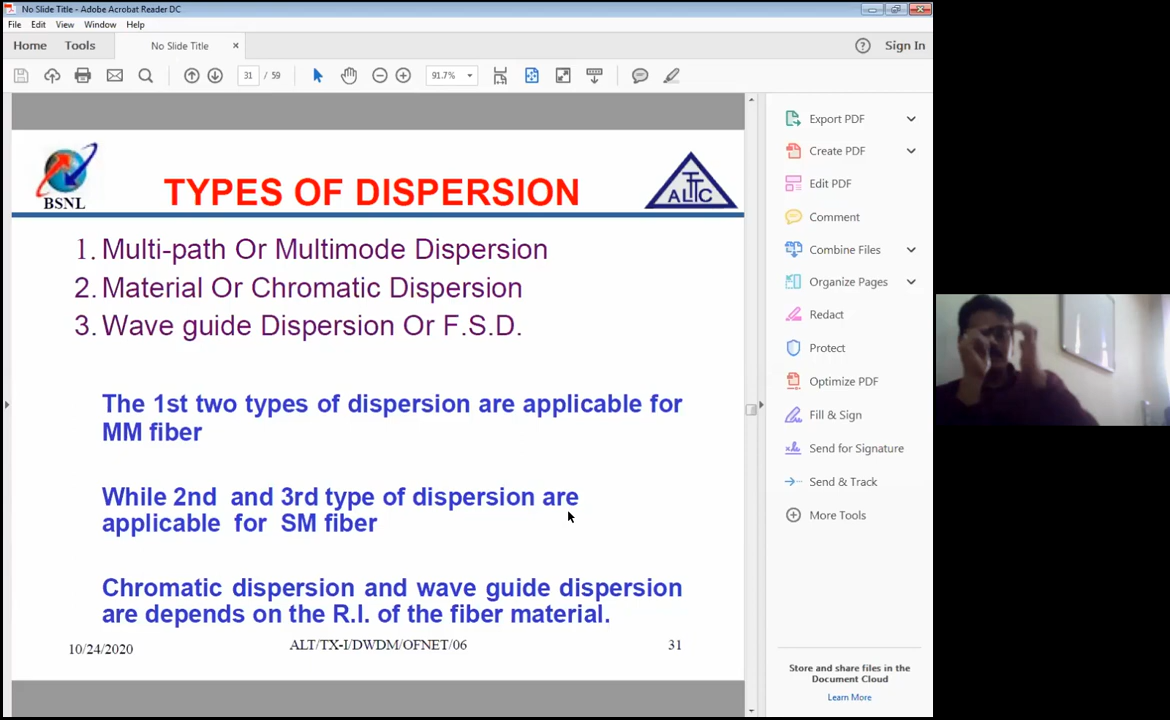 No Slide Title - Adobe Acrobat Reader DC
File Edit View Window Help
Home Tools No Slide Title × ? Sign In
31 / 59 91.7%
BSNL
TYPES OF DISPERSION
ALTTC
1. Multi-path Or Multimode Dispersion
2. Material Or Chromatic Dispersion
3. Wave guide Dispersion Or F.S.D.
The 1st two types of dispersion are applicable for
MM fiber
While 2nd and 3rd type of dispersion are
applicable for SM fiber
Chromatic dispersion and wave guide dispersion
are depends on the R.I. of the fiber material.
10/24/2020 ALT/TX-I/DWDM/OFNET/06 31
Export PDF
Create PDF
Edit PDF
Comment
Combine Files
Organize Pages
Redact
Protect
Optimize PDF
Fill & Sign
Send for Signature
Send & Track
More Tools
Store and share files in the
Document Cloud
Learn More